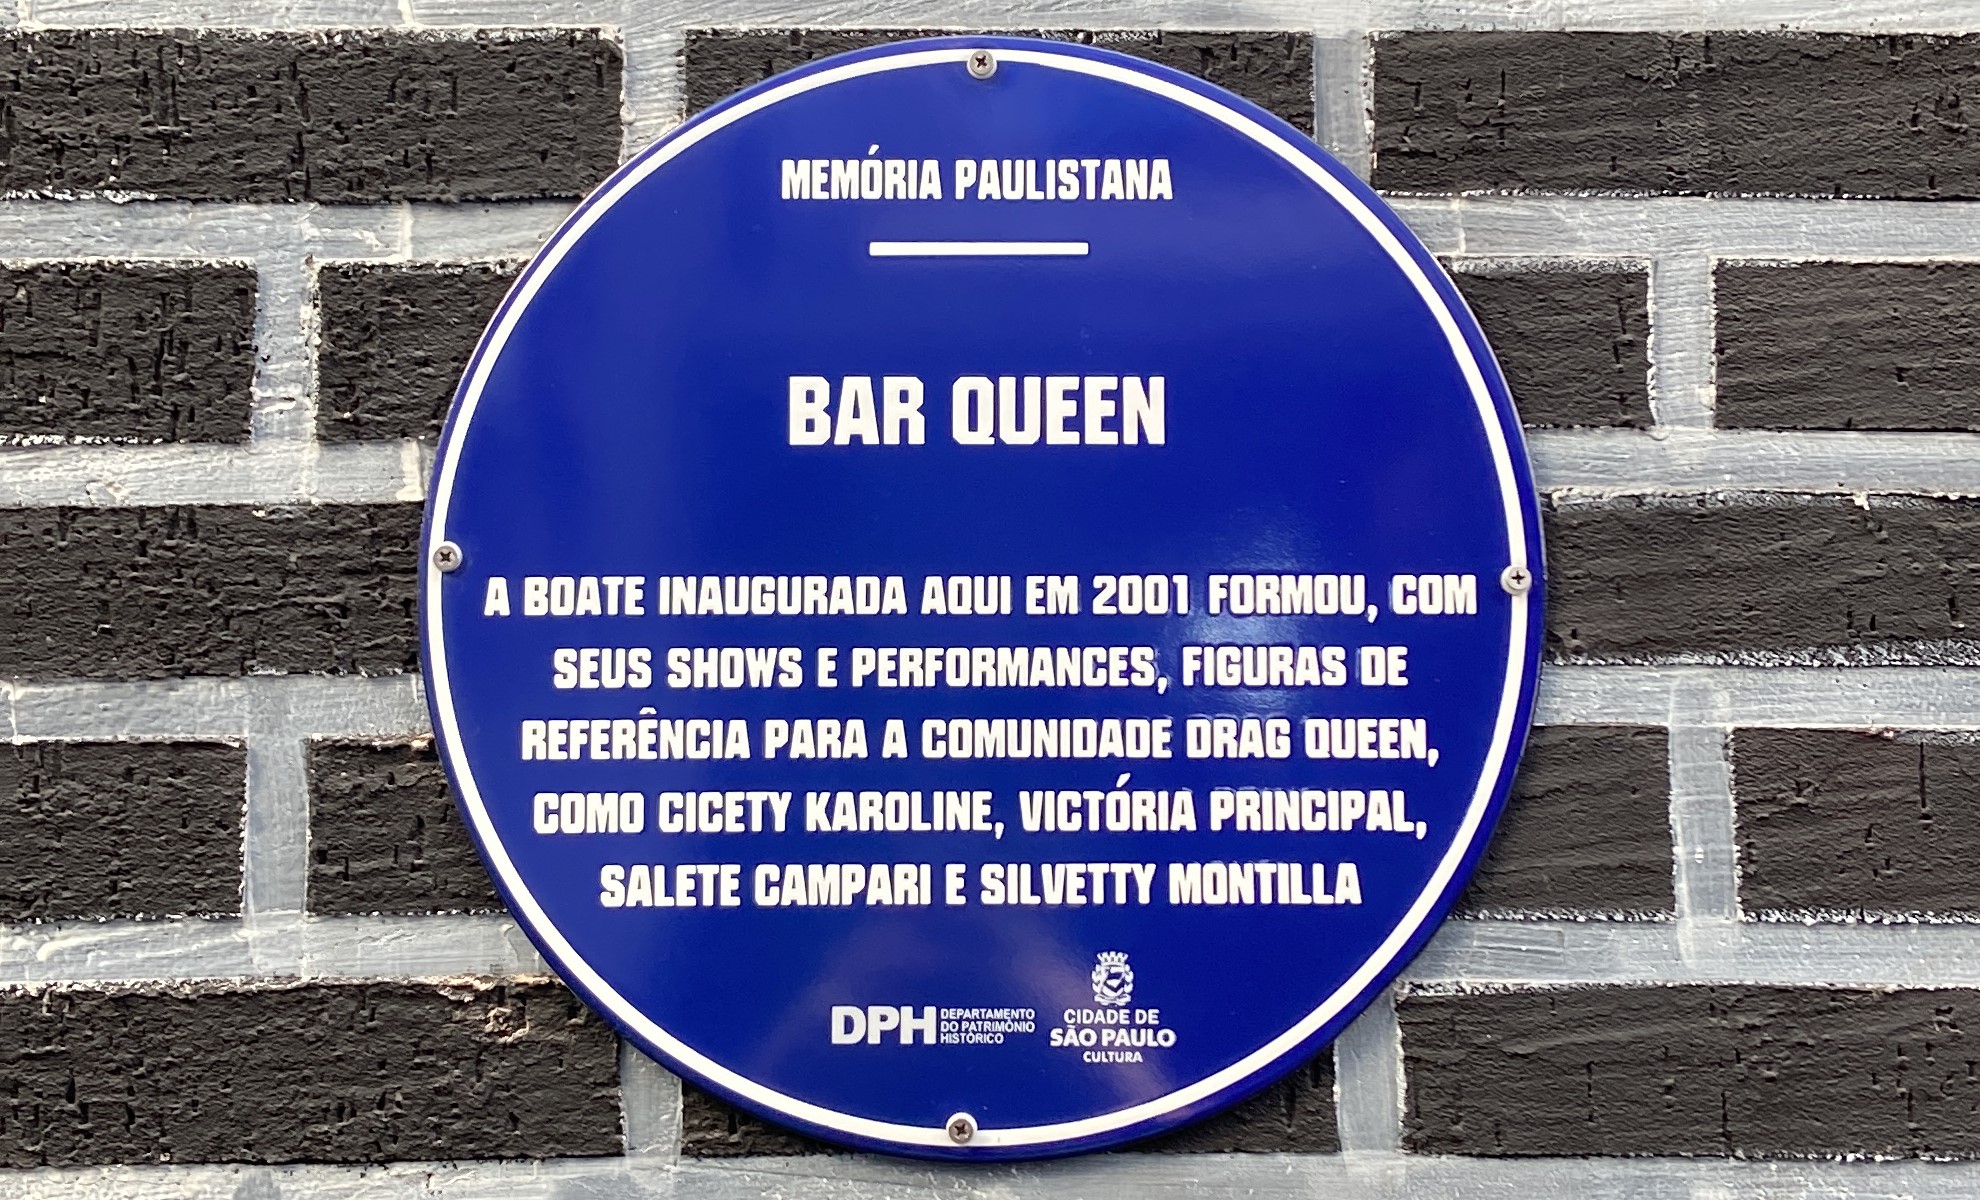 MEMÓRIA PAULISTANA
BAR QUEEN
A BOATE INAUGURADA AQUI EM 2001 FORMOU, COM
SEUS SHOWS E PERFORMANCES, FIGURAS DE
REFERÊNCIA PARA A COMUNIDADE DRAG QUEEN,
COMO CICETY KAROLINE, VICTÓRIA PRINCIPAL,
SALETE CAMPARI E SILVETTY MONTILLA
DPH DEPARTAMENTO
DO PATRIMÔNIO
HISTÓRICO
CIDADE DE
SÃO PAULO
CULTURA